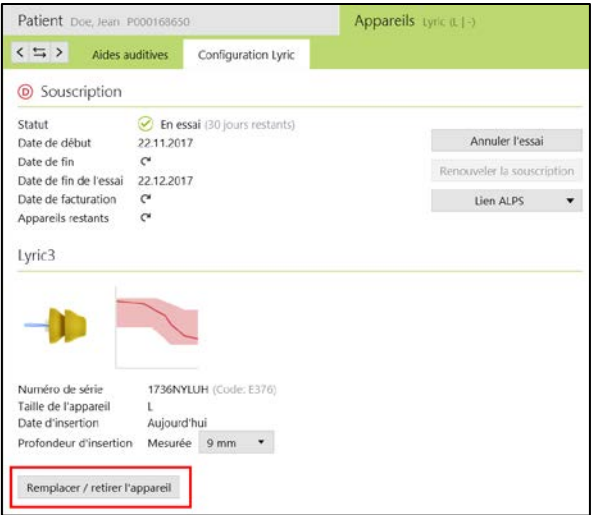 Patient Doe, Jean P000168650 Appareils Lyric (L | -)
Aides auditives Configuration Lyric
D Souscription
Statut En essai (30 jours restants)
Date de début 22.11.2017 Annuler l'essai
Date de fin
Date de fin de l'essai 22.12.2017 Renouveler la souscription
Date de facturation Lien ALPS
Appareils restants
Lyric3
Numéro de série 1736NYLUH (Code: E376)
Taille de l'appareil L
Date d'insertion Aujourd'hui
Profondeur d'insertion Mesurée 9 mm
Remplacer / retirer l'appareil